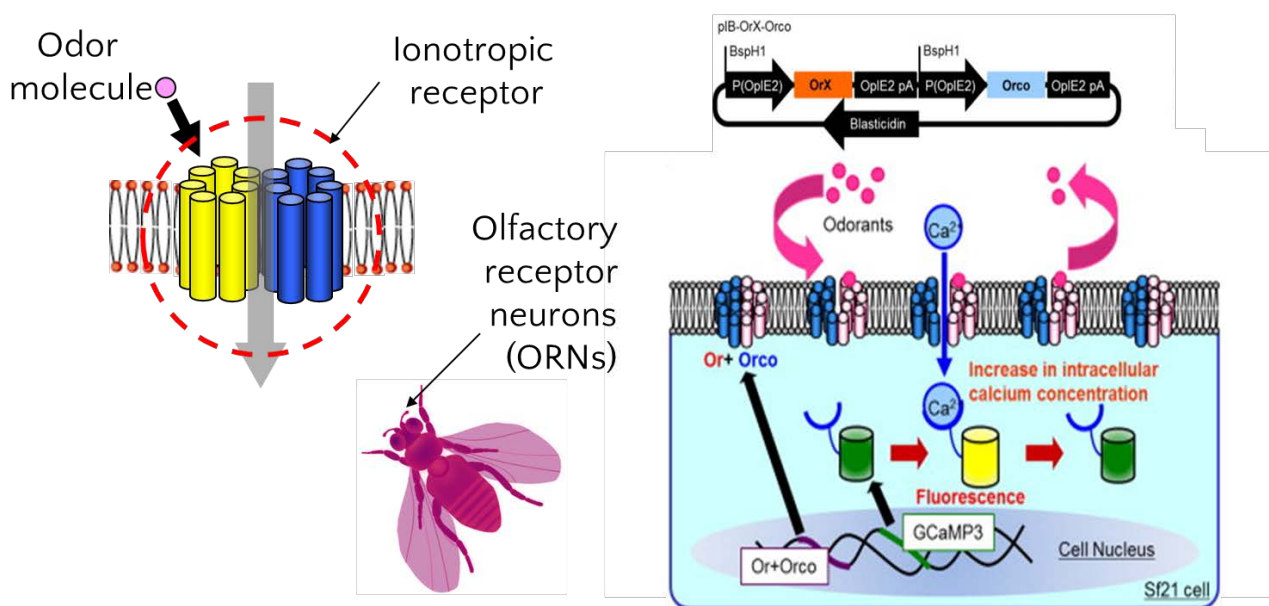 Odor
molecule
Ionotropic
receptor
Olfactory
receptor
neurons
(ORNs)
pIB-OrX-Orco
BspH1
BspH1
P(OpIE2)
OrX
OpIE2 pA
P(OpIE2)
Orco
OpIE2 pA
Blasticidin
Odorants
Ca2+
Or+ Orco
Increase in intracellular
calcium concentration
Ca2+
Fluorescence
GCaMP3
Or+Orco
Cell Nucleus
Sf21 cell